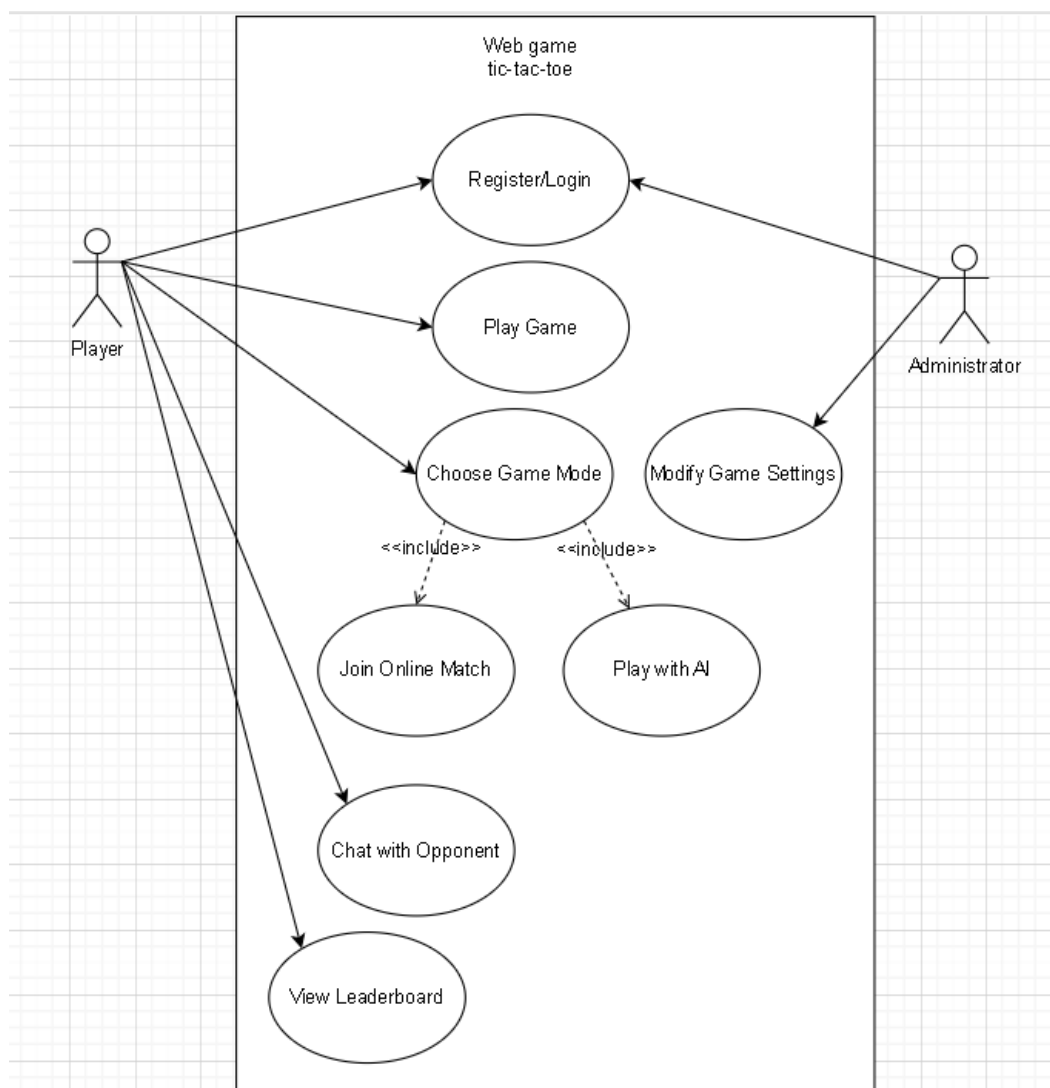 Web game
tic-tac-toe
Register/Login
Player
Play Game
Administrator
Choose Game Mode
Modify Game Settings
<<include>>
<<include>>
Join Online Match
Play with AI
Chat with Opponent
View Leaderboard